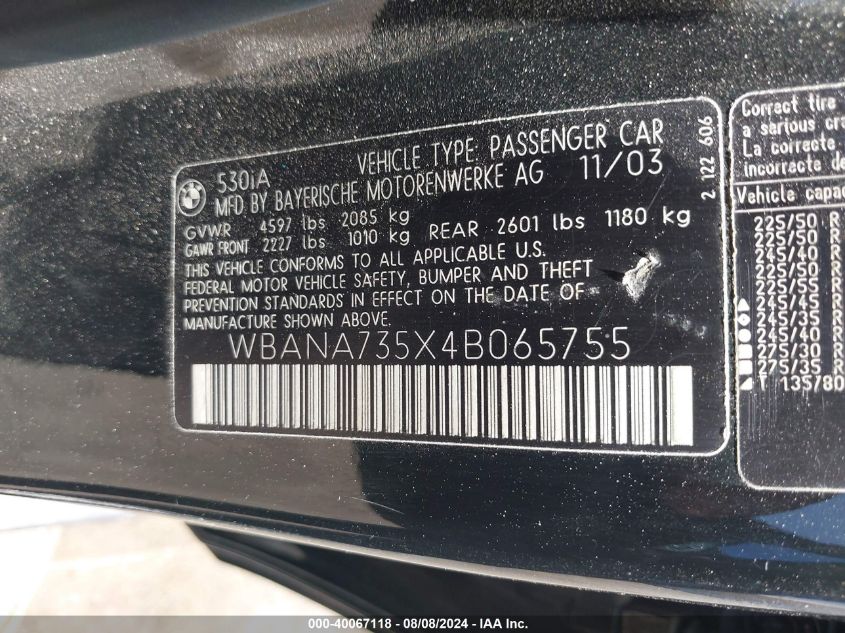 530iA VEHICLE TYPE: PASSENGER CAR
MFD BY BAYERISCHE MOTORENWERKE AG 11/03
GVWR 4597 lbs 2085 kg
GAWR FRONT 2227 lbs 1010 kg REAR 2601 lbs 1180 kg
THIS VEHICLE CONFORMS TO ALL APPLICABLE U.S.
FEDERAL MOTOR VEHICLE SAFETY, BUMPER AND THEFT
PREVENTION STANDARDS IN EFFECT ON THE DATE OF
MANUFACTURE SHOWN ABOVE.
WBANA735X4B065755
2 122 606
Correct tire
a serious cra
La correcte
incorrecte de
Vehicle capac
225/50 R
225/50 R
245/40 R
225/50 R
225/55 R
245/45 R
245/35 R
245/40 R
275/30 R
275/35 R
T 135/80
000-40067118 - 08/08/2024 - IAA Inc.